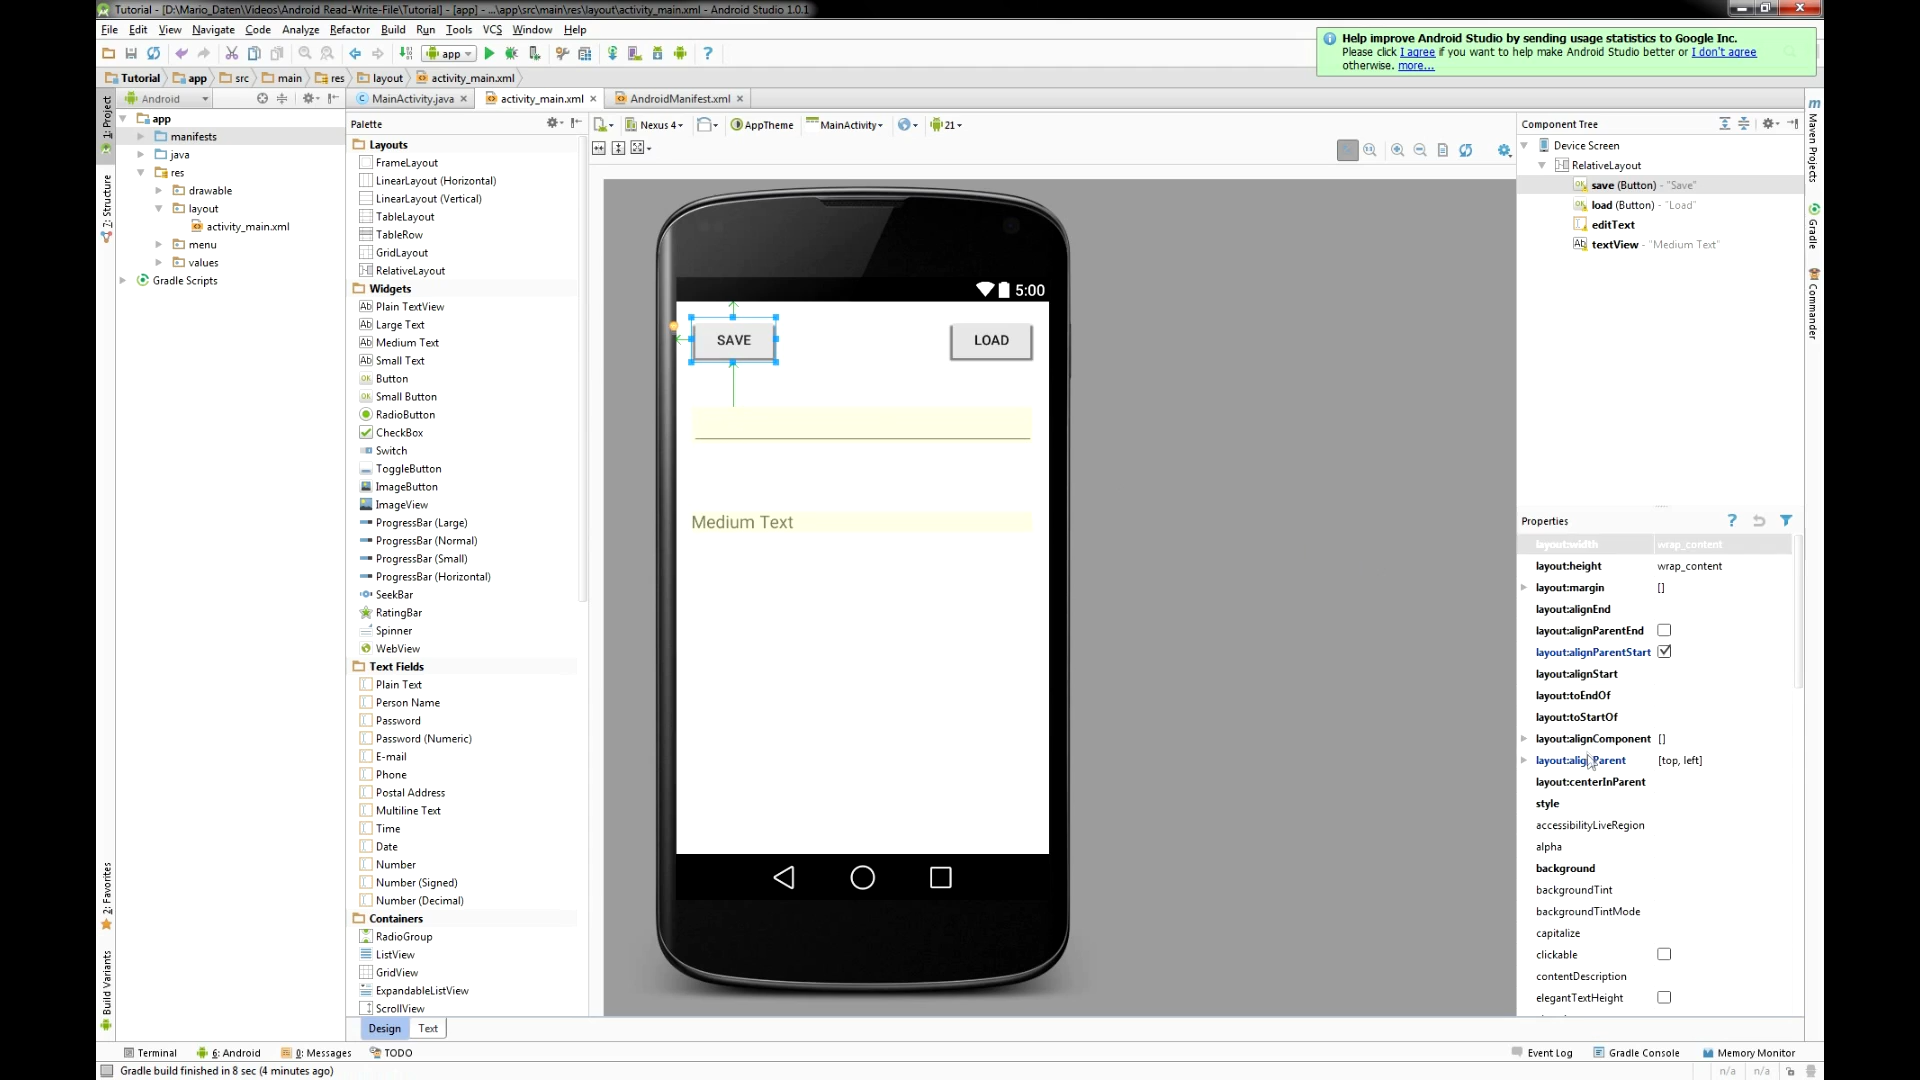 Tutorial - [D:\Mario_Daten\Videos\Android Read-Write-File\Tutorial] - [app] - ...\app\src\main\res\layout\activity_main.xml - Android Studio 1.0.1
File Edit View Navigate Code Analyze Refactor Build Run Tools VCS Window Help
Help improve Android Studio by sending usage statistics to Google Inc.
Please click I agree if you want to help make Android Studio better or I don't agree
otherwise. more...
app
Tutorial app src main res layout activity_main.xml
1: Project
7: Structure
2: Favorites
Build Variants
Android
app
manifests
java
res
drawable
layout
activity_main.xml
menu
values
Gradle Scripts
MainActivity.java activity_main.xml AndroidManifest.xml
Palette
Layouts
FrameLayout
LinearLayout (Horizontal)
LinearLayout (Vertical)
TableLayout
TableRow
GridLayout
RelativeLayout
Widgets
Plain TextView
Large Text
Medium Text
Small Text
Button
Small Button
RadioButton
CheckBox
Switch
ToggleButton
ImageButton
ImageView
ProgressBar (Large)
ProgressBar (Normal)
ProgressBar (Small)
ProgressBar (Horizontal)
SeekBar
RatingBar
Spinner
WebView
Text Fields
Plain Text
Person Name
Password
Password (Numeric)
E-mail
Phone
Postal Address
Multiline Text
Time
Date
Number
Number (Signed)
Number (Decimal)
Containers
RadioGroup
ListView
GridView
ExpandableListView
ScrollView
Design Text
Nexus 4 AppTheme MainActivity 21
5:00
SAVE LOAD
Medium Text
Component Tree
Device Screen
RelativeLayout
save (Button) - "Save"
load (Button) - "Load"
editText
textView - "Medium Text"
Properties
layout:width wrap_content
layout:height wrap_content
layout:margin []
layout:alignEnd
layout:alignParentEnd
layout:alignParentStart
layout:alignStart
layout:toEndOf
layout:toStartOf
layout:alignComponent []
layout:alignParent [top, left]
layout:centerInParent
style
accessibilityLiveRegion
alpha
background
backgroundTint
backgroundTintMode
capitalize
clickable
contentDescription
elegantTextHeight
Maven Projects
Gradle
Commander
Terminal 6: Android 0: Messages TODO
Event Log Gradle Console Memory Monitor
Gradle build finished in 8 sec (4 minutes ago)
n/a n/a